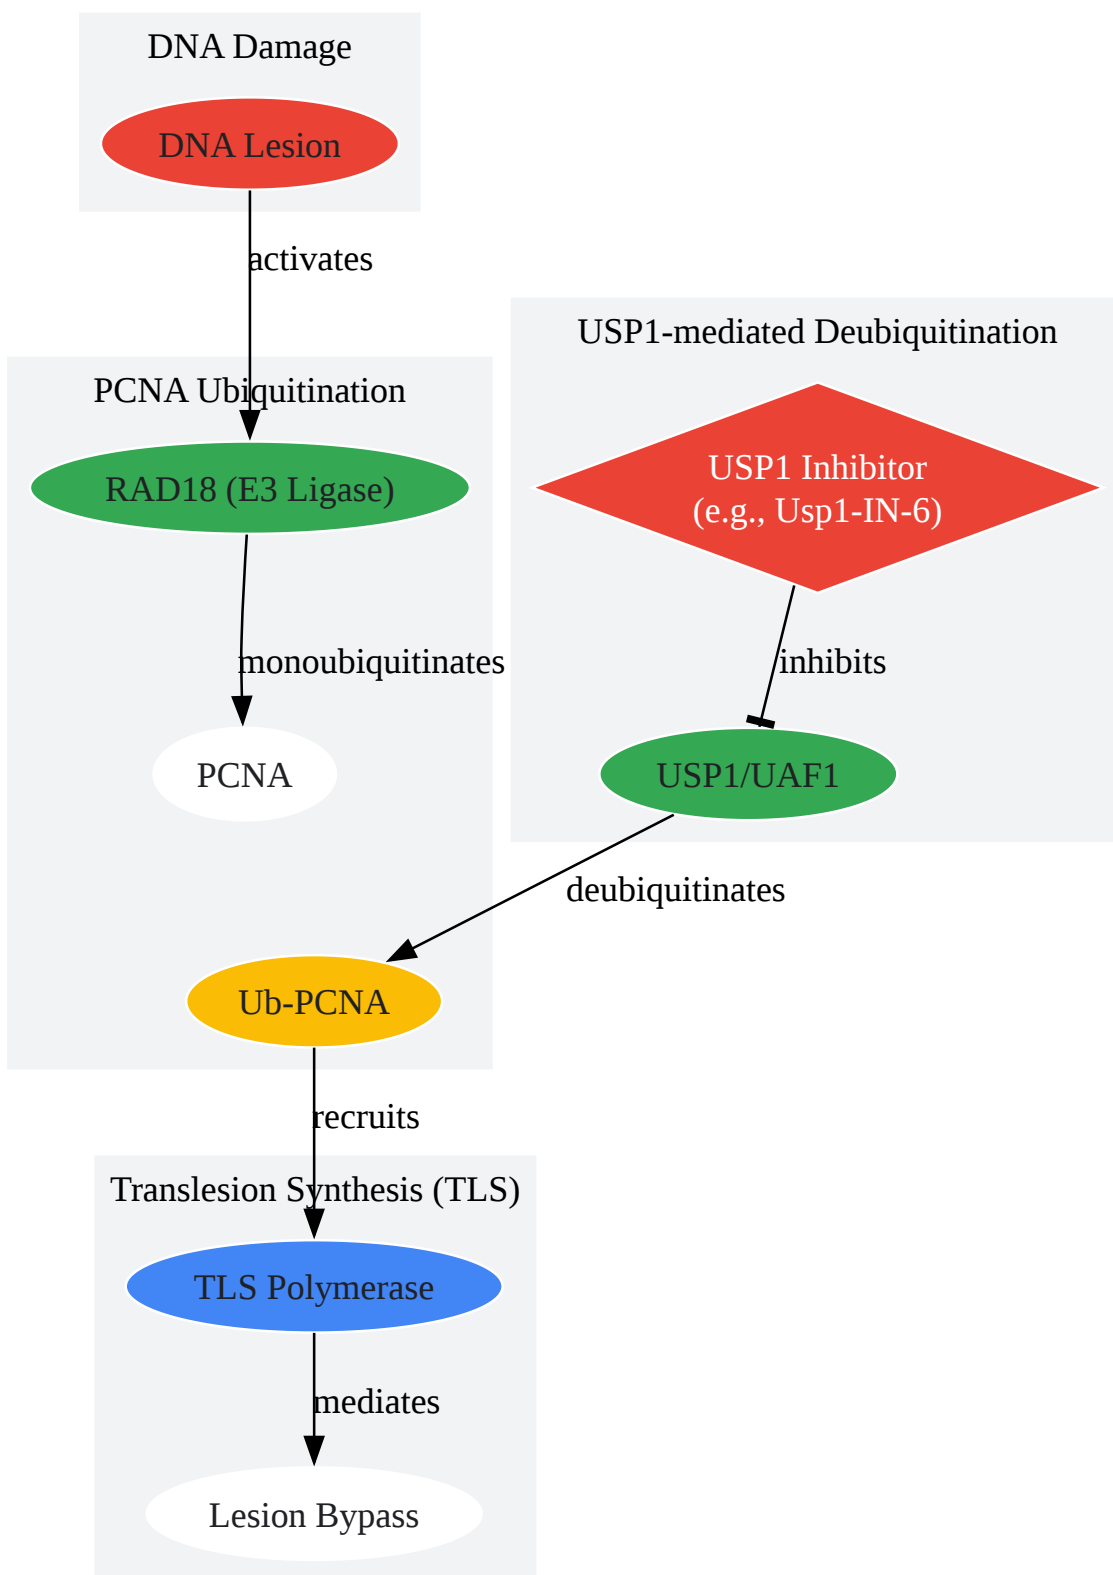 DNA Damage
DNA Lesion
activates
USP1-mediated Deubiquitination
PCNA Ubiquitination
USP1 Inhibitor
(e.g., Usp1-IN-6)
RAD18 (E3 Ligase)
monoubiquitinates
inhibits
PCNA
USP1/UAF1
deubiquitinates
Ub-PCNA
recruits
Translesion Synthesis (TLS)
TLS Polymerase
mediates
Lesion Bypass